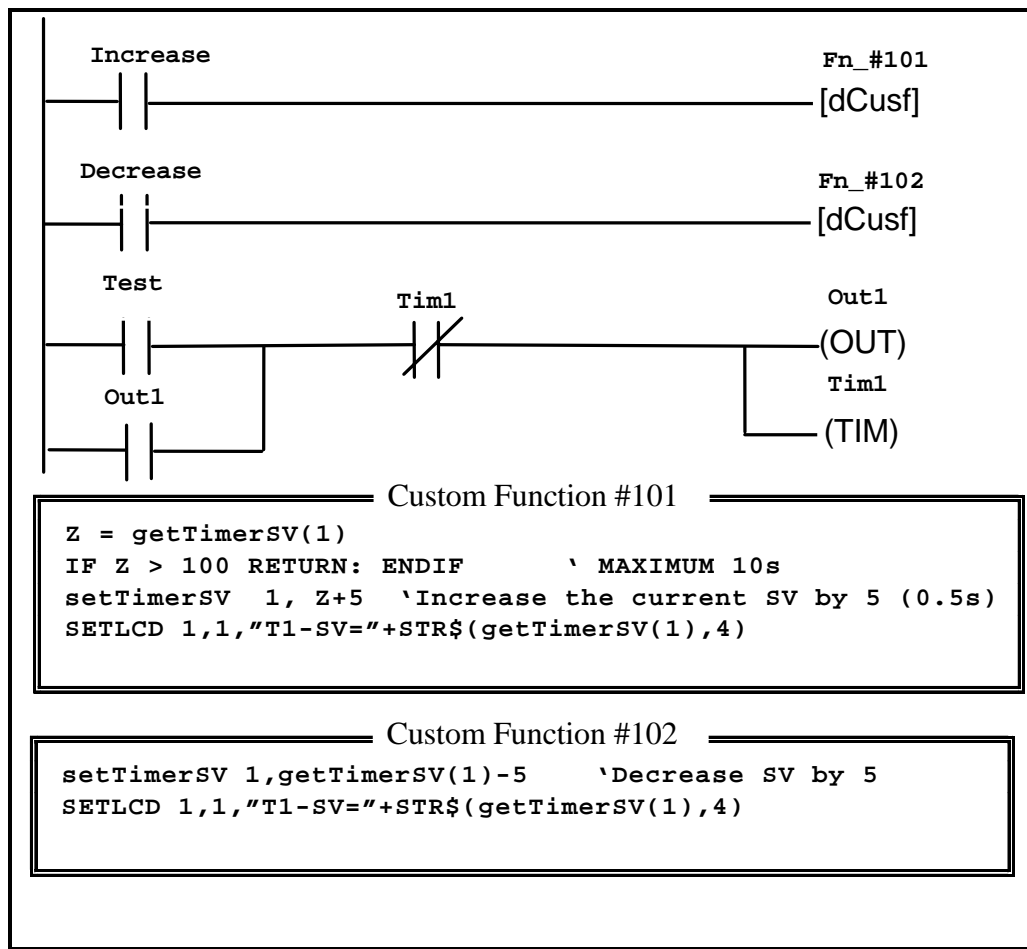 Increase
Fn_#101
[dCusf]
Decrease
Fn_#102
[dCusf]
Test
Tim1
Out1
(OUT)
Out1
Tim1
(TIM)
Custom Function #101
Z = getTimerSV(1)
IF Z > 100 RETURN: ENDIF ‘ MAXIMUM 10s
setTimerSV 1, Z+5 ‘Increase the current SV by 5 (0.5s)
SETLCD 1,1,”T1-SV=”+STR$(getTimerSV(1),4)
Custom Function #102
setTimerSV 1,getTimerSV(1)-5 ‘Decrease SV by 5
SETLCD 1,1,”T1-SV=”+STR$(getTimerSV(1),4)